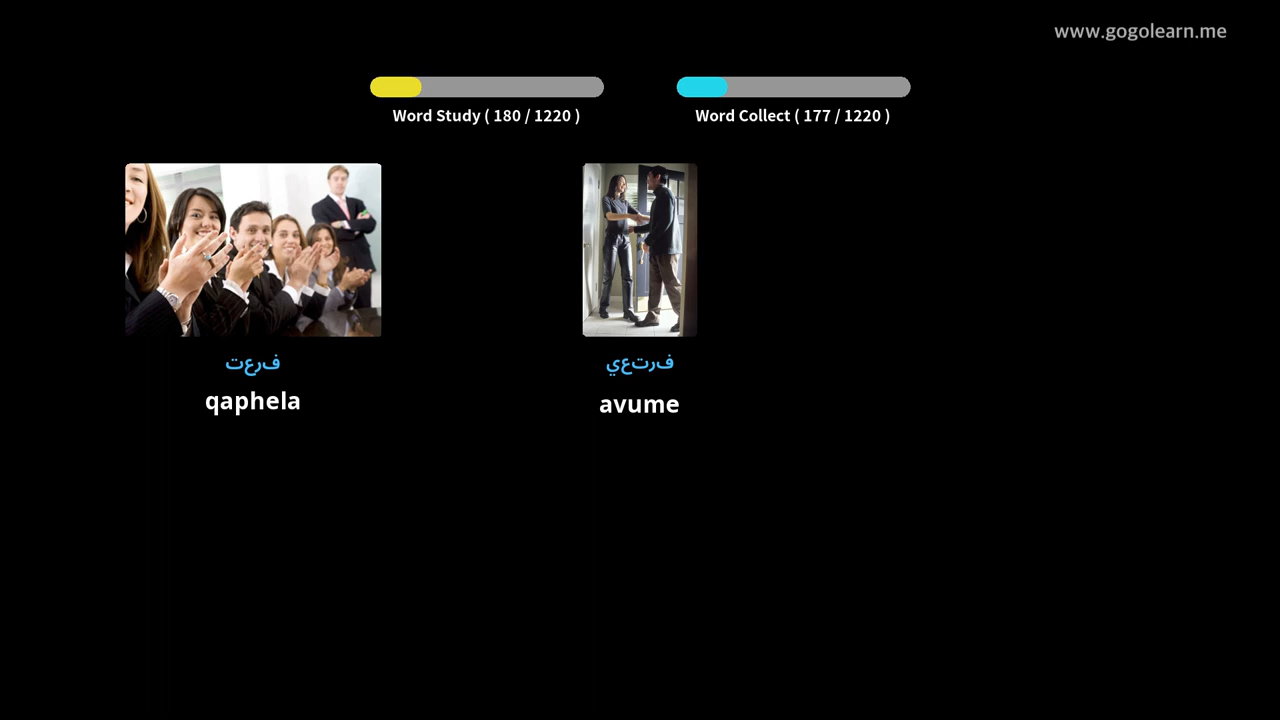 www.gogolearn.me
Word Study ( 180 / 1220 )
Word Collect ( 177 / 1220 )
فرعت
qaphela
فرتعي
avume